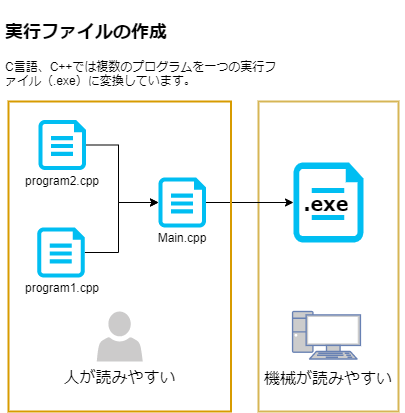 実行ファイルの作成
C言語、C++では複数のプログラムを一つの実行フ
ァイル（.exe）に変換しています。
program2.cpp
Main.cpp
program1.cpp
.exe
人が読みやすい
機械が読みやすい